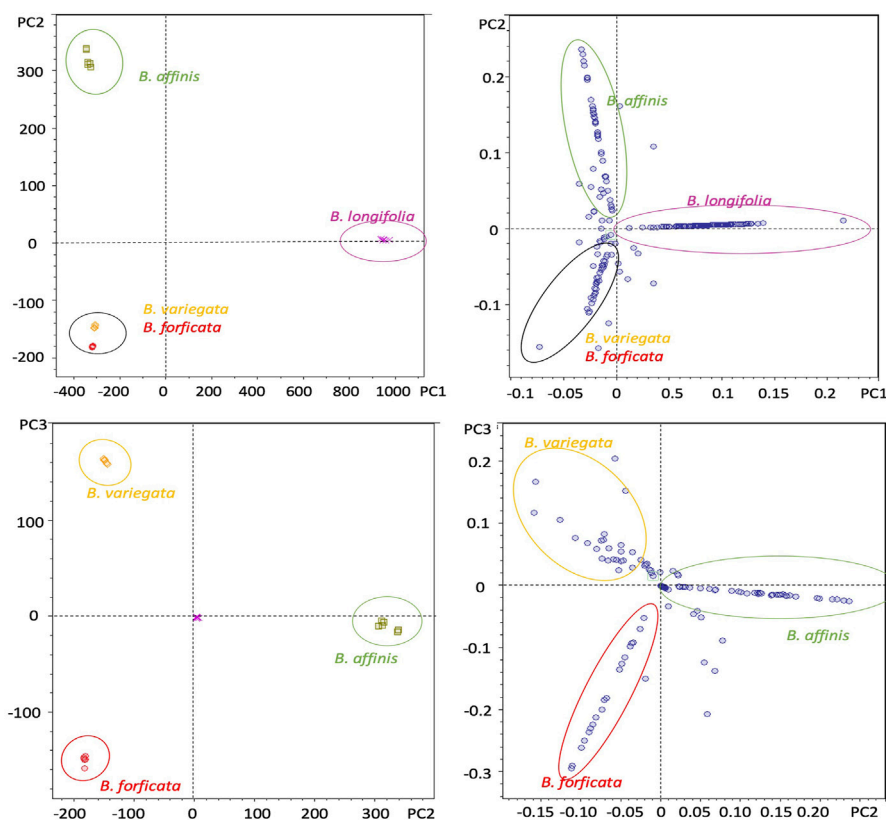 PC2
300
200
100
0
-100
-200
-400
-200
0
200
400
600
800
1000
PC1
B. affinis
B. longifolia
B. variegata
B. forficata
PC2
0.2
0.1
0
-0.1
-0.1
-0.05
0
0.05
0.10
0.15
0.2
PC1
B. affinis
B. longifolia
B. variegata
B. forficata
PC3
100
0
-100
-200
-100
0
100
200
300
PC2
B. variegata
B. affinis
B. forficata
PC3
0.2
0.1
0
-0.1
-0.2
-0.3
-0.15
-0.10
-0.05
0
0.05
0.10
0.15
0.20
PC2
B. variegata
B. affinis
B. forficata